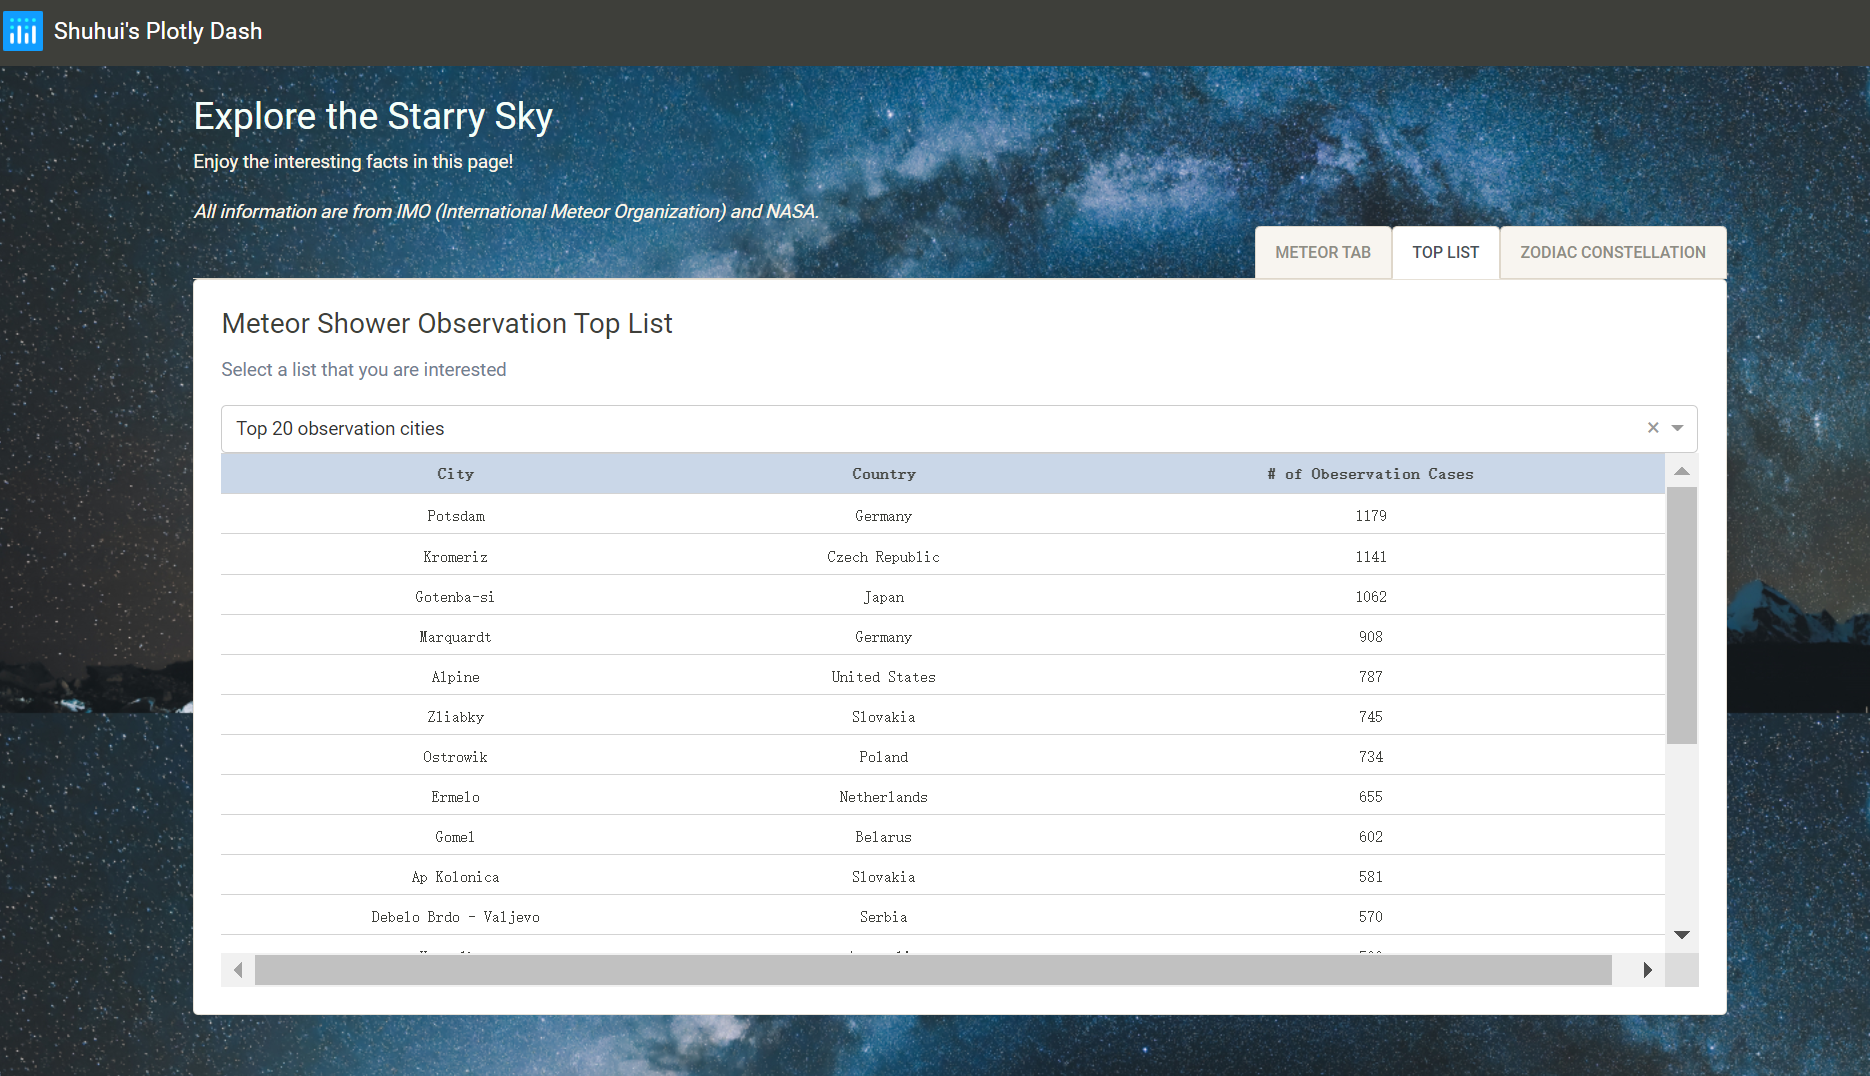 Shuhui's Plotly Dash
Explore the Starry Sky
Enjoy the interesting facts in this page!
All information are from IMO (International Meteor Organization) and NASA.
METEOR TAB TOP LIST ZODIAC CONSTELLATION
Meteor Shower Observation Top List
Select a list that you are interested
Top 20 observation cities
City Country # of Obeservation Cases
Potsdam Germany 1179
Kromeriz Czech Republic 1141
Gotenba-si Japan 1062
Marquardt Germany 908
Alpine United States 787
Zliabky Slovakia 745
Ostrowik Poland 734
Ermelo Netherlands 655
Gomel Belarus 602
Ap Kolonica Slovakia 581
Debelo Brdo - Valjevo Serbia 570